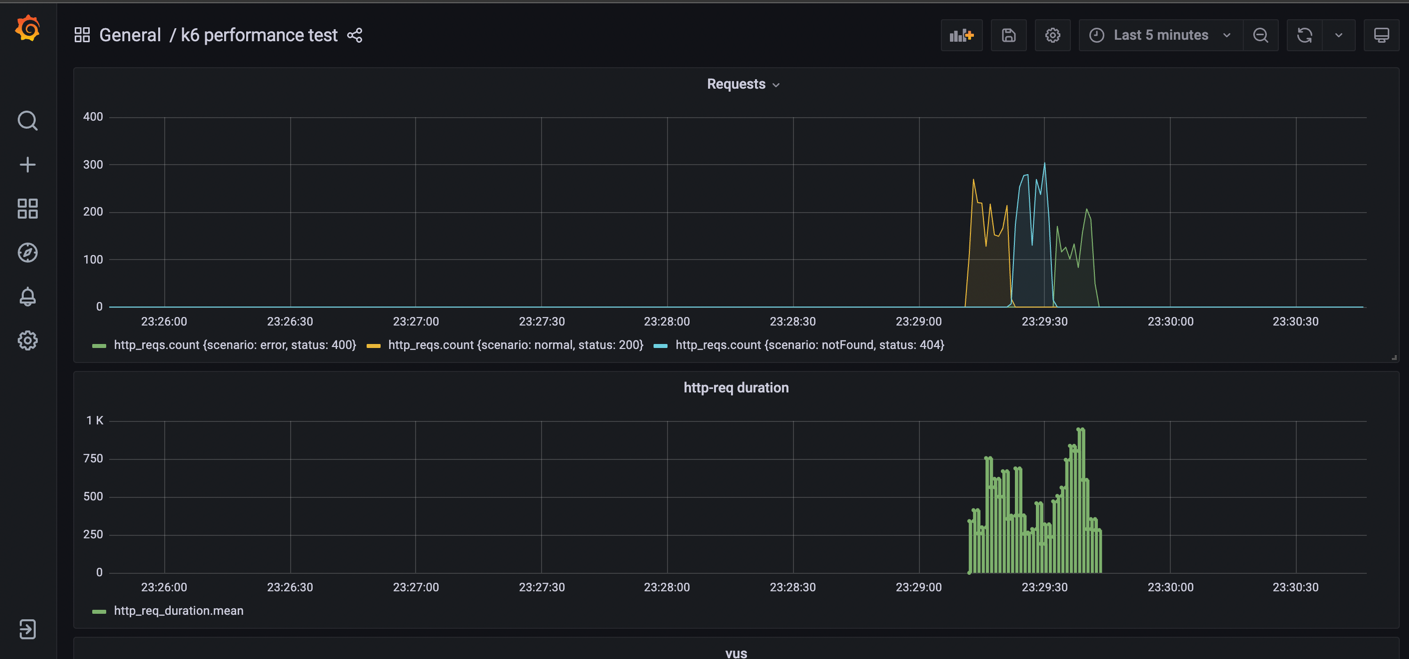 General / k6 performance test
Last 5 minutes
Requests
400
300
200
100
0
23:26:00 23:26:30 23:27:00 23:27:30 23:28:00 23:28:30 23:29:00 23:29:30 23:30:00 23:30:30
http_reqs.count {scenario: error, status: 400} http_reqs.count {scenario: normal, status: 200} http_reqs.count {scenario: notFound, status: 404}
http-req duration
1 K
750
500
250
0
23:26:00 23:26:30 23:27:00 23:27:30 23:28:00 23:28:30 23:29:00 23:29:30 23:30:00 23:30:30
http_req_duration.mean
vus